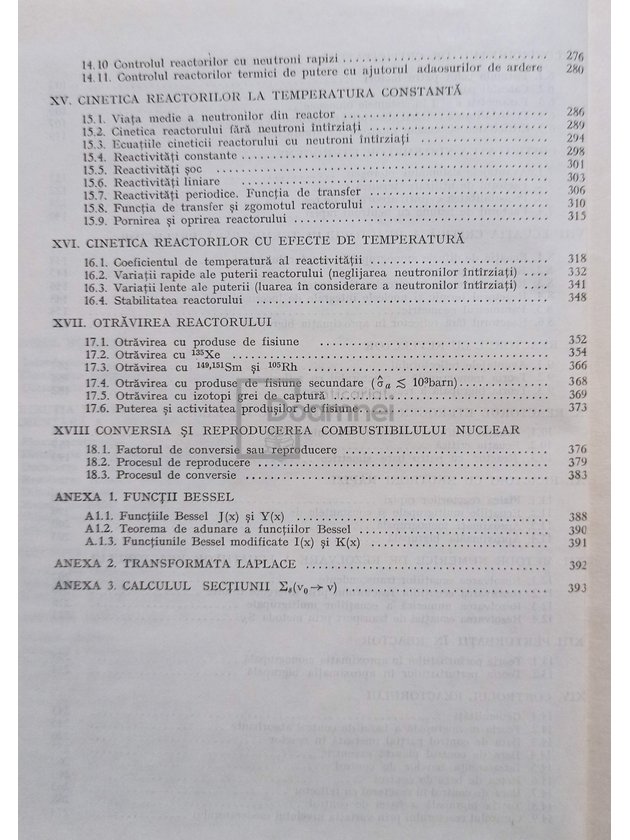 14.10 Controlul reactorilor cu neutroni rapizi ........ 276
14.11. Controlul reactorilor termici de putere cu ajutorul adaosurilor de ardere 280
XV. CINETICA REACTORILOR LA TEMPERATURA CONSTANTĂ
15.1. Viața medie a neutronilor din reactor ........ 286
15.2. Cinetica reactorului fără neutroni întîrziați ........ 289
15.3. Ecuațiile cineticii reactorului cu neutroni întîrziați ........ 294
15.4. Reactivități constante ........ 298
15.5. Reactivități șoc ........ 301
15.6. Reactivități liniare ........ 303
15.7. Reactivități periodice. Funcția de transfer ........ 306
15.8. Funcția de transfer și zgomotul reactorului ........ 310
15.9. Pornirea și oprirea reactorului ........ 315
XVI. CINETICA REACTORILOR CU EFECTE DE TEMPERATURĂ
16.1. Coeficientul de temperatură al reactivității ........ 318
16.2. Variații rapide ale puterii reactorului (neglijarea neutronilor întîrziați) .... 332
16.3. Variații lente ale puterii (luarea în considerare a neutronilor întîrziați) .... 341
16.4. Stabilitatea reactorului ........ 348
XVII. OTRĂVIREA REACTORULUI
17.1. Otrăvirea cu produse de fisiune ........ 352
17.2. Otrăvirea cu ¹³⁵Xe ........ 354
17.3. Otrăvirea cu ¹⁴⁹,¹⁵¹Sm și ¹⁰⁵Rh ........ 366
17.4. Otrăvirea cu produse de fisiune secundare (σ̂ₐ ≲ 10³barn) ........ 368
17.5. Otrăvirea cu izotopi grei de captură ........ 369
17.6. Puterea și activitatea produșilor de fisiune ........ 373
XVIII CONVERSIA ȘI REPRODUCEREA COMBUSTIBILULUI NUCLEAR
18.1. Factorul de conversie sau reproducere ........ 376
18.2. Procesul de reproducere ........ 379
18.3. Procesul de conversie ........ 383
ANEXA 1. FUNCȚII BESSEL
A1.1. Funcțiile Bessel J(x) și Y(x) ........ 388
A1.2. Teorema de adunare a funcțiilor Bessel ........ 390
A.1.3. Funcțiunile Bessel modificate I(x) și K(x) ........ 391
ANEXA 2. TRANSFORMATA LAPLACE ........ 392
ANEXA 3. CALCULUL SECȚIUNII Σₛ(v₀→v) ........ 393